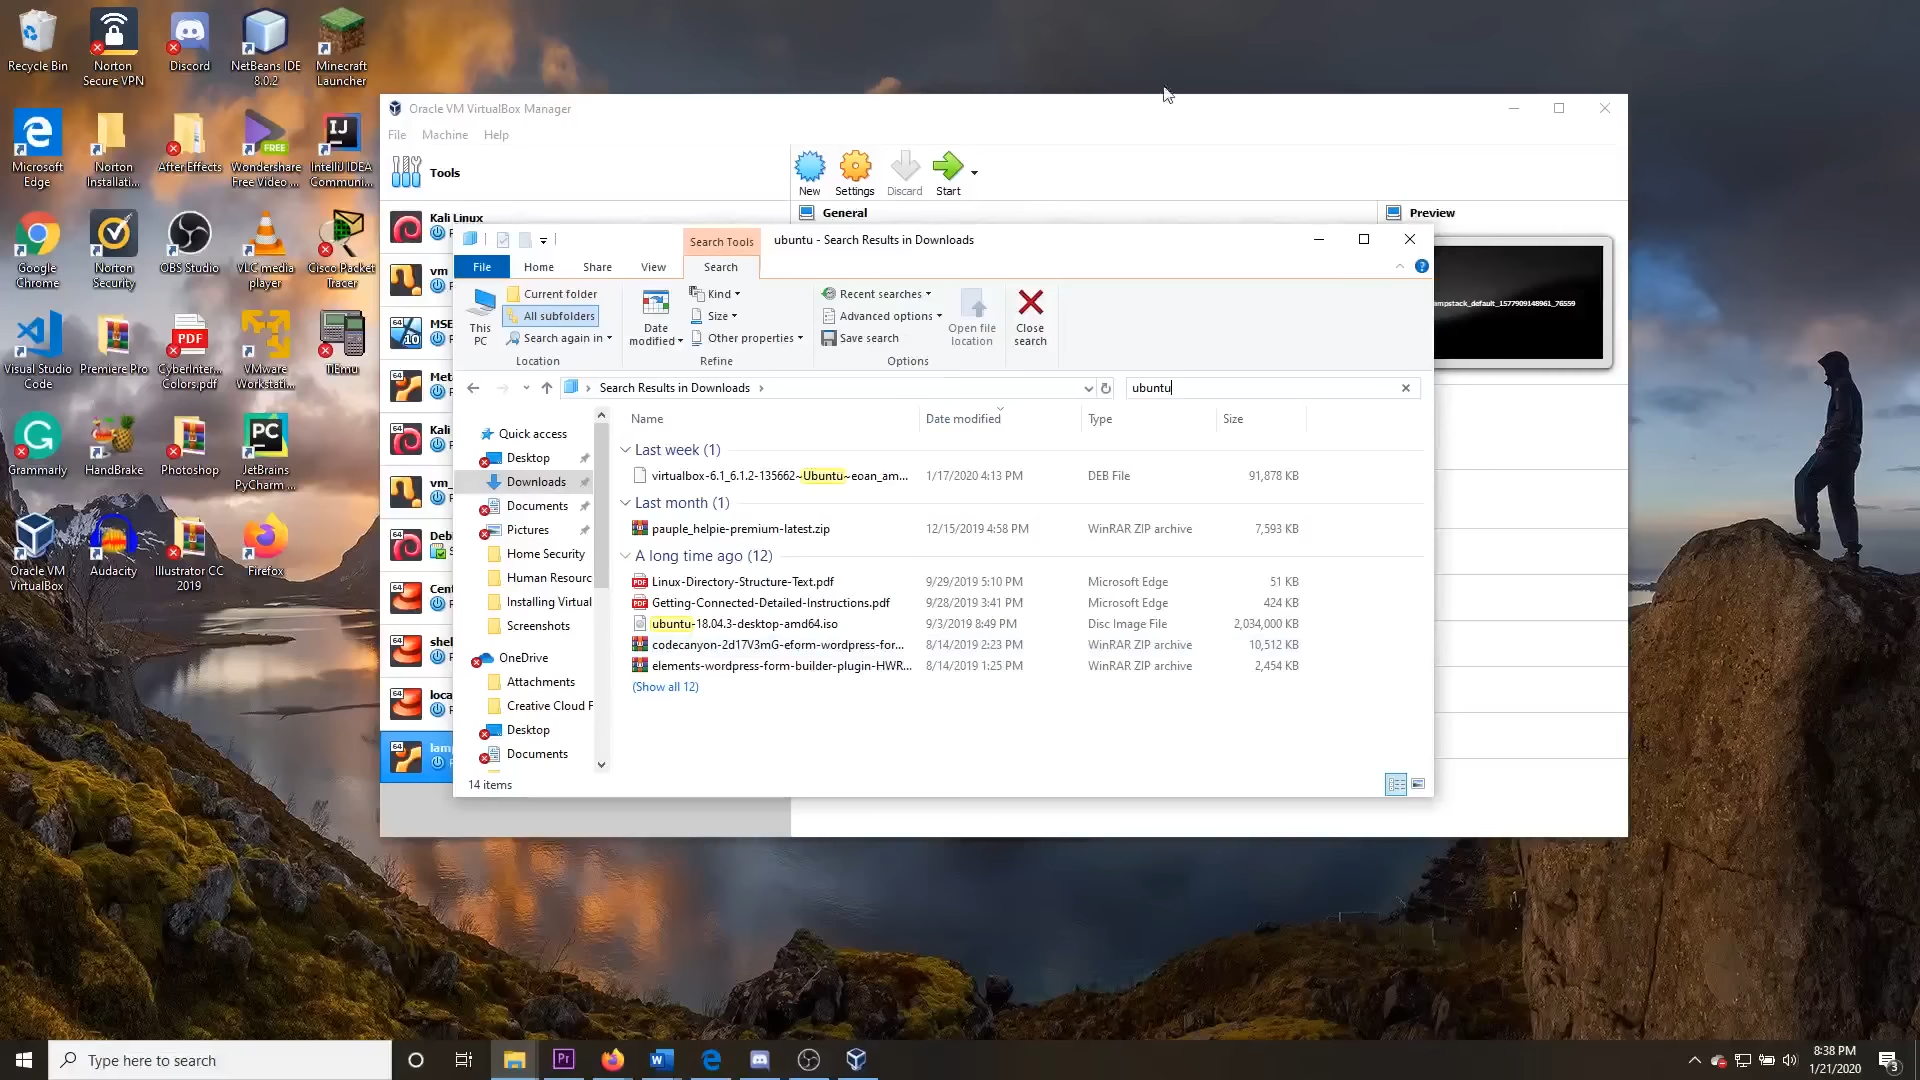 Recycle Bin
Norton
Secure VPN
Discord
NetBeans IDE
8.0.2
Minecraft
Launcher
Microsoft
Edge
Norton
Installati...
After Effects
Wondershare
Free Video ...
IntelliJ IDEA
Communi...
FREE
Google
Chrome
Norton
Security
OBS Studio
VLC media
player
Cisco Packet
Tracer
Visual Studio
Code
Premiere Pro
PDF
CyberInter...
Colors.pdf
VMware
Workstati...
TiEmu
Grammarly
HandBrake
Photoshop
JetBrains
PyCharm ...
Oracle VM
VirtualBox
Audacity
Illustrator CC
2019
Firefox
Oracle VM VirtualBox Manager
File Machine Help
Tools
New Settings Discard Start
Kali Linux
General
Preview
vm
MSE
Meta
Kali
vm_
Deb
Cen
shel
loca
lam
ampstack_default_1577909148961_76559
Search Tools
ubuntu - Search Results in Downloads
File Home Share View Search
This
PC
Current folder
All subfolders
Search again in
Location
Date
modified
Kind
Size
Other properties
Refine
Recent searches
Advanced options
Save search
Open file
location
Options
Close
search
Search Results in Downloads
ubuntu
Quick access
Desktop
Downloads
Documents
Pictures
Home Security
Human Resourc
Installing Virtual
Screenshots
OneDrive
Attachments
Creative Cloud F
Desktop
Documents
Name Date modified Type Size
Last week (1)
virtualbox-6.1_6.1.2-135662~Ubuntu~eoan_am... 1/17/2020 4:13 PM DEB File 91,878 KB
Last month (1)
pauple_helpie-premium-latest.zip 12/15/2019 4:58 PM WinRAR ZIP archive 7,593 KB
A long time ago (12)
Linux-Directory-Structure-Text.pdf 9/29/2019 5:10 PM Microsoft Edge 51 KB
Getting-Connected-Detailed-Instructions.pdf 9/28/2019 3:41 PM Microsoft Edge 424 KB
ubuntu-18.04.3-desktop-amd64.iso 9/3/2019 8:49 PM Disc Image File 2,034,000 KB
codecanyon-2d17V3mG-eform-wordpress-for... 8/14/2019 2:23 PM WinRAR ZIP archive 10,512 KB
elements-wordpress-form-builder-plugin-HWR... 8/14/2019 1:25 PM WinRAR ZIP archive 2,454 KB
(Show all 12)
14 items
Type here to search
8:38 PM
1/21/2020
3